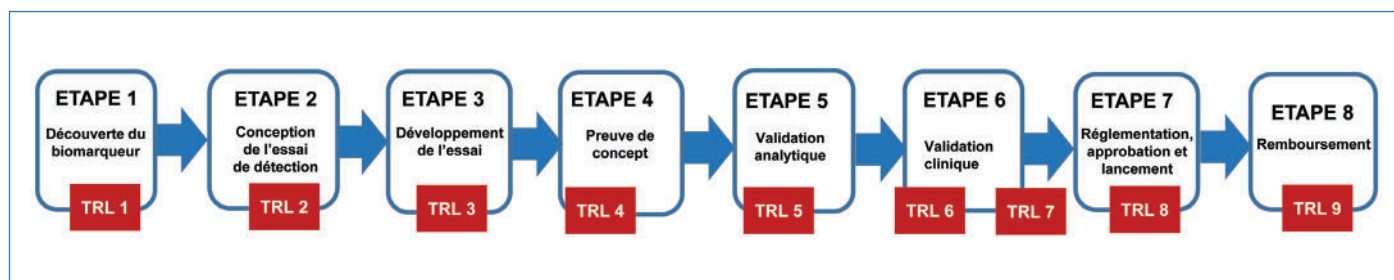 ETAPE 1
Découverte du
biomarqueur
TRL 1
ETAPE 2
Conception
de l'essai
de détection
TRL 2
ETAPE 3
Développement
de l'essai
TRL 3
ETAPE 4
Preuve de
concept
TRL 4
ETAPE 5
Validation
analytique
TRL 5
ETAPE 6
Validation
clinique
TRL 6
TRL 7
ETAPE 7
Réglementation,
approbation et
lancement
TRL 8
ETAPE 8
Remboursement
TRL 9